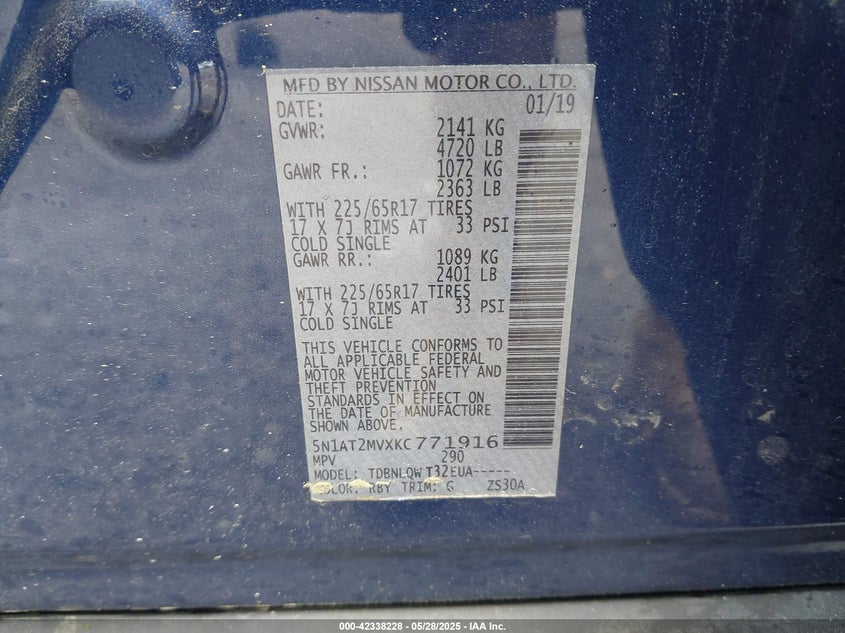 MFD BY NISSAN MOTOR CO., LTD.
DATE: 01/19
GVWR: 2141 KG
4720 LB
GAWR FR.: 1072 KG
2363 LB
WITH 225/65R17 TIRES
17 X 7J RIMS AT 33 PSI
COLD SINGLE
GAWR RR.: 1089 KG
2401 LB
WITH 225/65R17 TIRES
17 X 7J RIMS AT 33 PSI
COLD SINGLE
THIS VEHICLE CONFORMS TO
ALL APPLICABLE FEDERAL
MOTOR VEHICLE SAFETY AND
THEFT PREVENTION
STANDARDS IN EFFECT ON
THE DATE OF MANUFACTURE
SHOWN ABOVE.
5N1AT2MVXKC771916
MPV 290
MODEL: TDBNLQW T32EUA-----
COLOR: RBY TRIM: G ZS30A
000-42338228 - 05/28/2025 - IAA Inc.